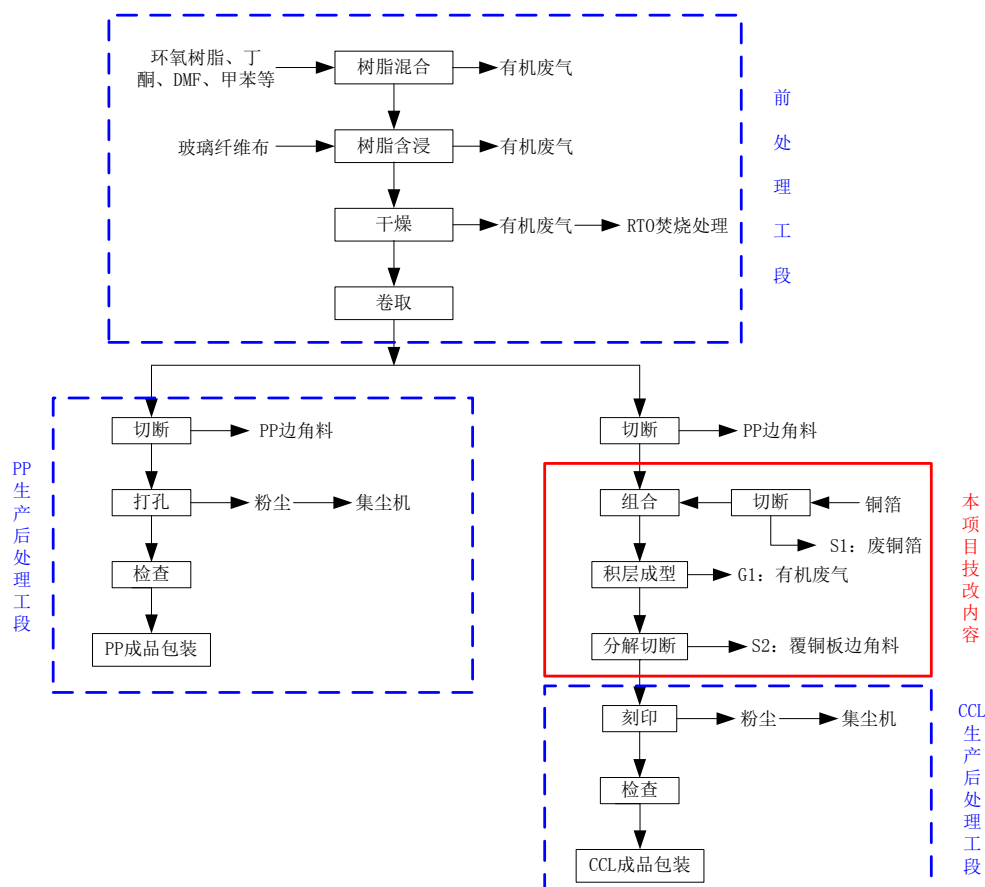 环氧树脂、丁
酮、DMF、甲苯等
树脂混合
有机废气
玻璃纤维布
树脂含浸
有机废气
干燥
有机废气
RTO焚烧处理
卷取
前处理工段
切断
PP边角料
打孔
粉尘
集尘机
检查
PP成品包装
PP生产后处理工段
切断
PP边角料
组合
切断
铜箔
S1：废铜箔
积层成型
G1：有机废气
分解切断
S2：覆铜板边角料
本项目技改内容
刻印
粉尘
集尘机
检查
CCL成品包装
CCL生产后处理工段